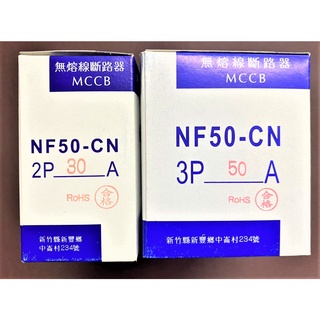 無熔線斷路器
MCCB
NF50-CN
2P 30 A
RoHS
合格
新竹縣新豐鄉
中崙村234號
無熔線斷路器
MCCB
NF50-CN
3P 50 A
RoHS
合格
新竹縣新豐鄉中崙村234號